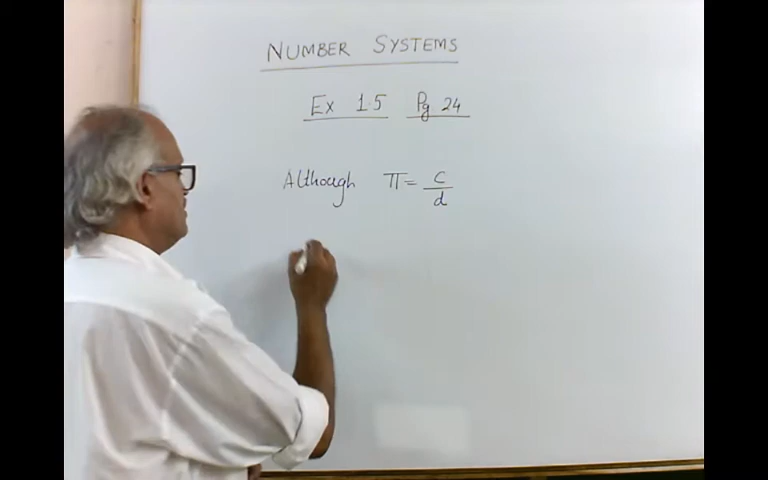 NUMBER SYSTEMS
Ex 1.5 Pg 24
Although π = c/d